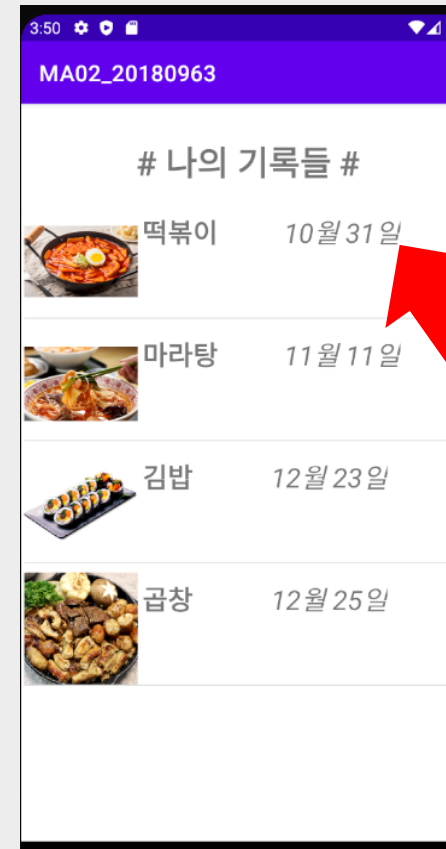 3:50
MA02_20180963
# 나의 기록들 #
떡볶이 10월 31일
마라탕 11월 11일
김밥 12월 23일
곱창 12월 25일